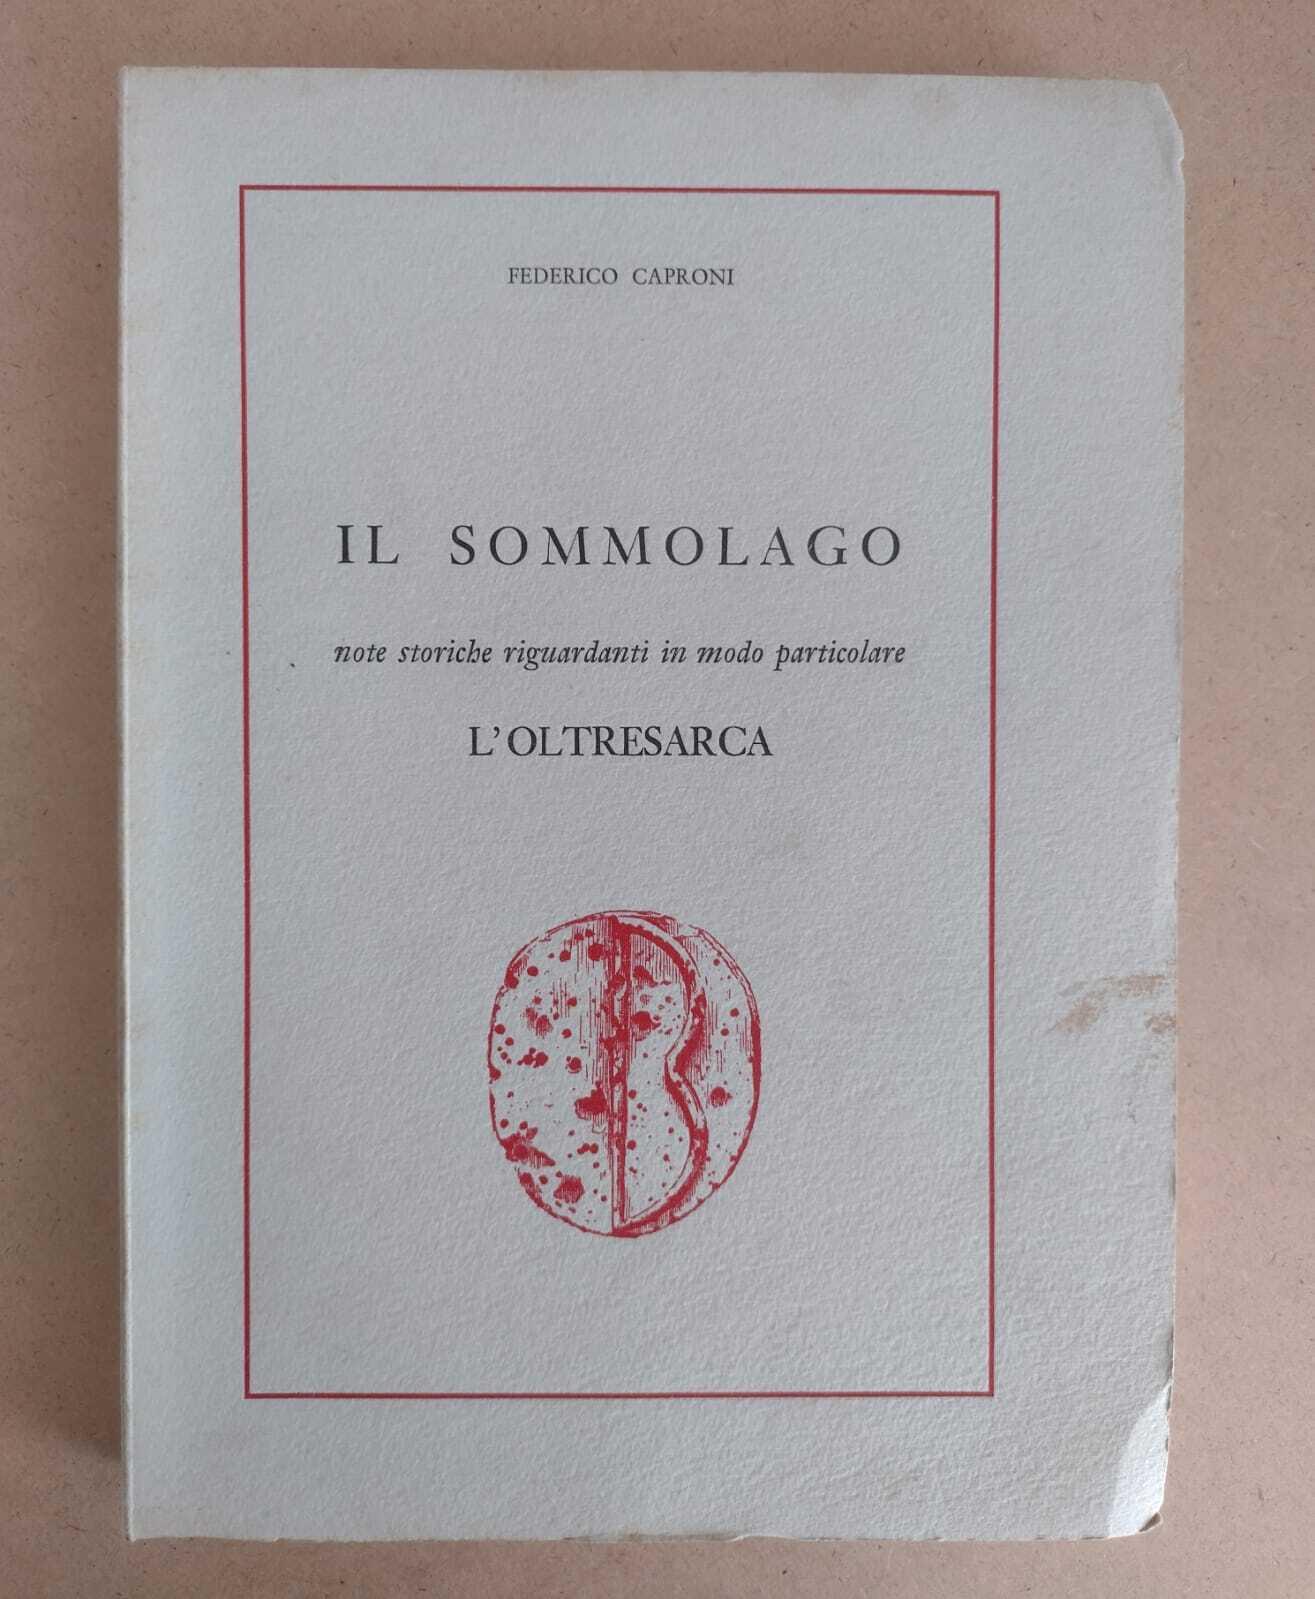 FEDERICO CAPRONI
IL SOMMOLAGO
note storiche riguardanti in modo particolare
L'OLTRESARCA
B